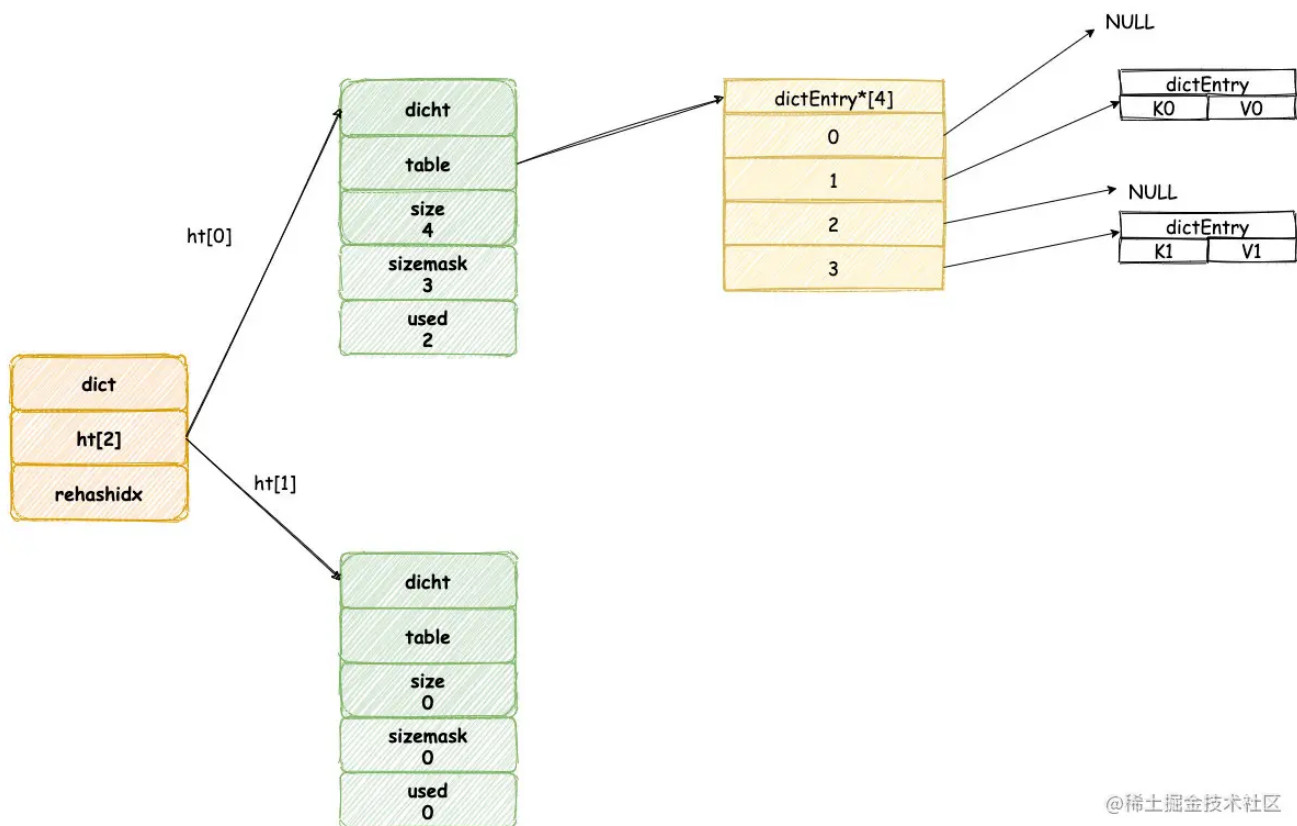 NULL
dictht
table
size
4
sizemask
3
used
2
ht[0]
dictEntry*[4]
0
1
2
3
dictEntry
K0 V0
NULL
dictEntry
K1 V1
dict
ht[2]
rehashidx
ht[1]
dicht
table
size
0
sizemask
0
used
0
@稀土掘金技术社区